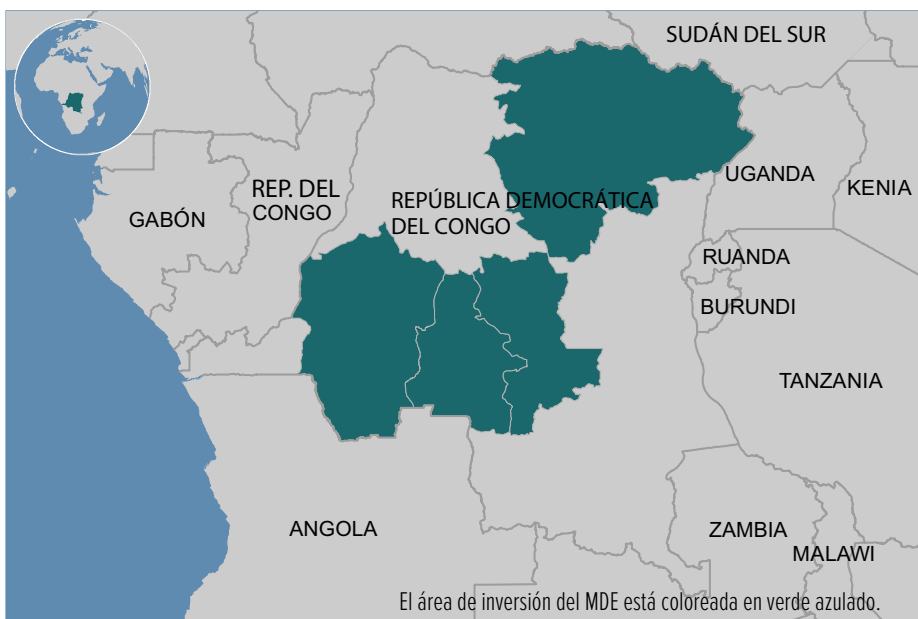 SUDÁN DEL SUR
UGANDA
KENIA
REP. DEL
CONGO
GABÓN
REPÚBLICA DEMOCRÁTICA
DEL CONGO
RUANDA
BURUNDI
TANZANIA
ANGOLA
ZAMBIA
MALAWI
El área de inversión del MDE está coloreada en verde azulado.